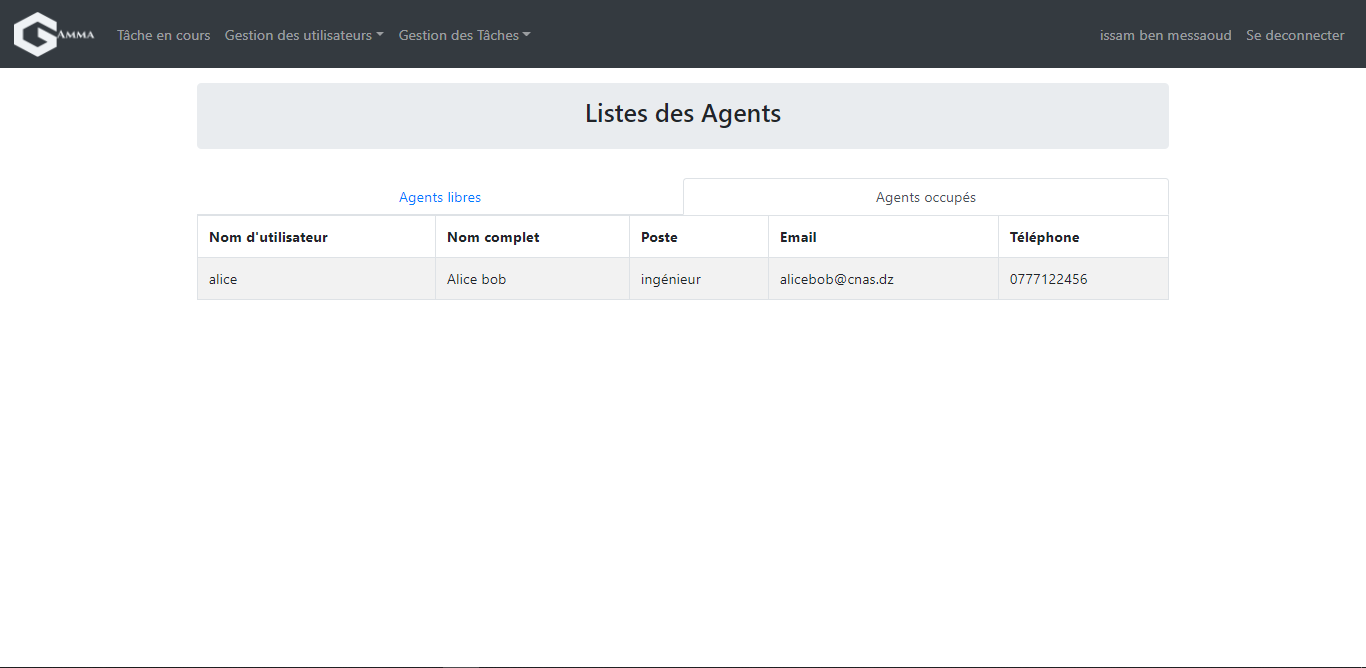 GAMMA Tâche en cours Gestion des utilisateurs Gestion des Tâches issam ben messaoud Se deconnecter
Listes des Agents
Agents libres Agents occupés
Nom d'utilisateur Nom complet Poste Email Téléphone
alice Alice bob ingénieur alicebob@cnas.dz 0777122456